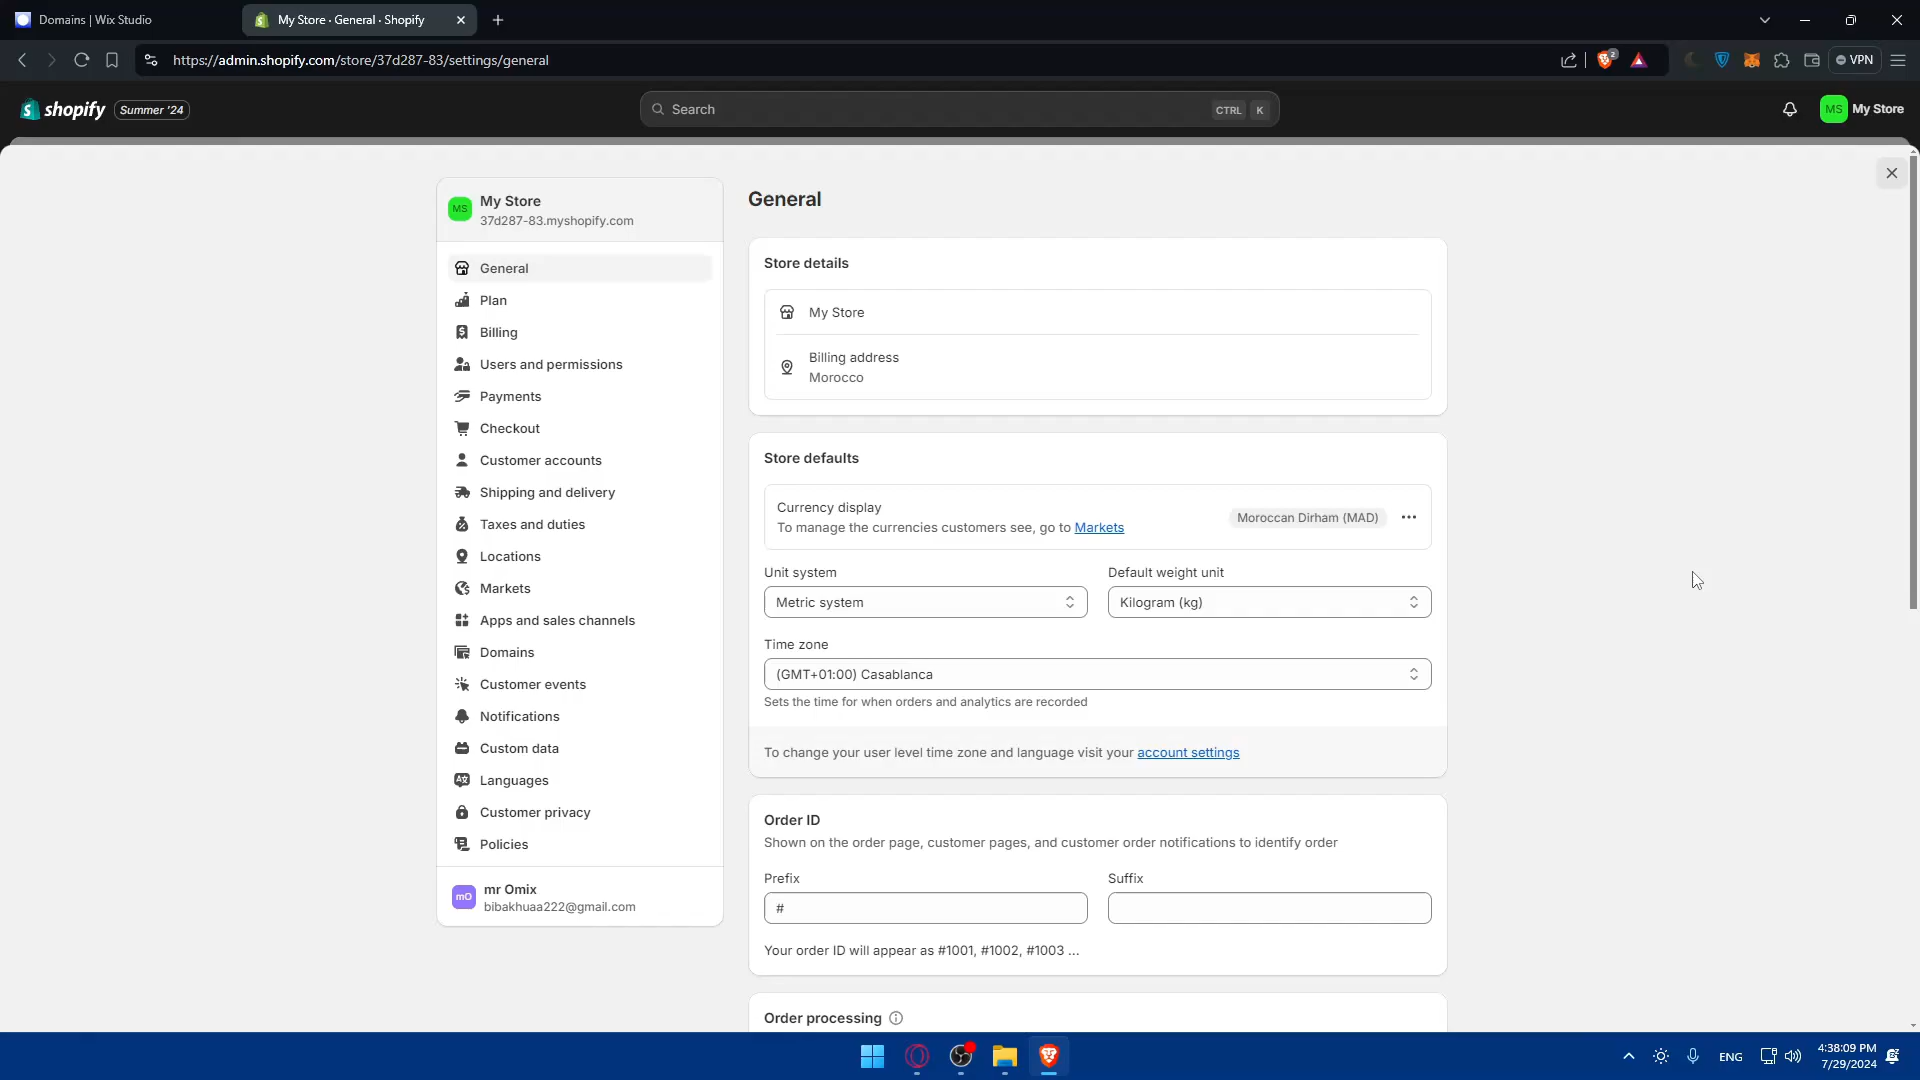 Domains | Wix Studio
My Store · General · Shopify
https://admin.shopify.com/store/37d287-83/settings/general
2
VPN
shopify
Summer '24
Search
CTRL K
MS
My Store
MS
My Store
37d287-83.myshopify.com
General
Plan
Billing
Users and permissions
Payments
Checkout
Customer accounts
Shipping and delivery
Taxes and duties
Locations
Markets
Apps and sales channels
Domains
Customer events
Notifications
Custom data
Languages
Customer privacy
Policies
mO
mr Omix
bibakhuaa222@gmail.com
General
Store details
My Store
Billing address
Morocco
Store defaults
Currency display
To manage the currencies customers see, go to Markets
Moroccan Dirham (MAD)
Unit system
Default weight unit
Metric system
Kilogram (kg)
Time zone
(GMT+01:00) Casablanca
Sets the time for when orders and analytics are recorded
To change your user level time zone and language visit your account settings
Order ID
Shown on the order page, customer pages, and customer order notifications to identify order
Prefix
Suffix
#
Your order ID will appear as #1001, #1002, #1003 ...
Order processing
ENG
4:38:09 PM
7/29/2024